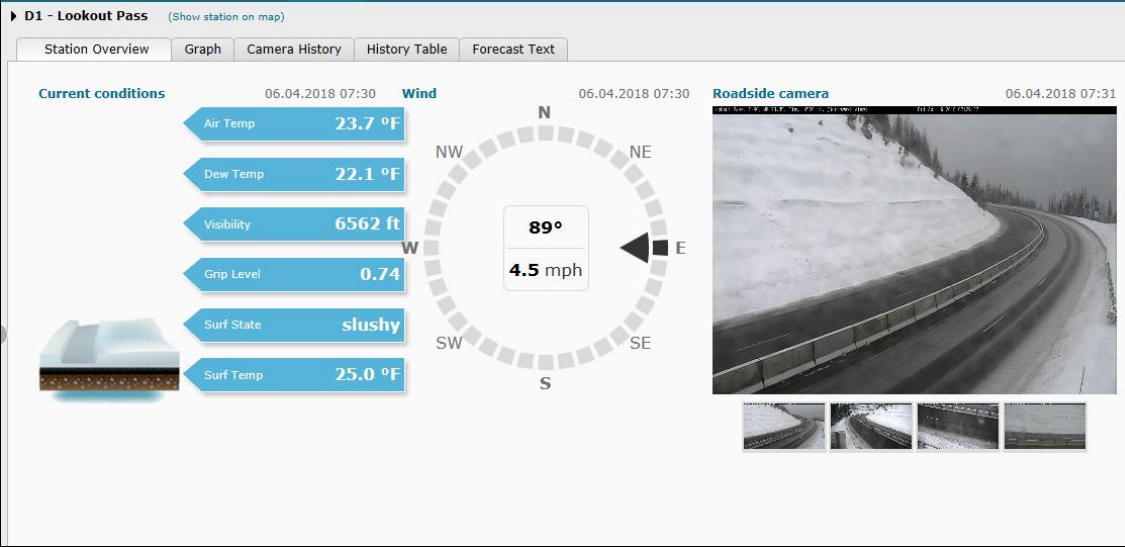 D1 - Lookout Pass (Show station on map)
Station Overview Graph Camera History History Table Forecast Text
Current conditions 06.04.2018 07:30
Air Temp 23.7 ºF
Dew Temp 22.1 ºF
Visibility 6562 ft
Grip Level 0.74
Surf State slushy
Surf Temp 25.0 ºF
Wind 06.04.2018 07:30
N
NW NE
89°
W E
4.5 mph
SW SE
S
Roadside camera 06.04.2018 07:31